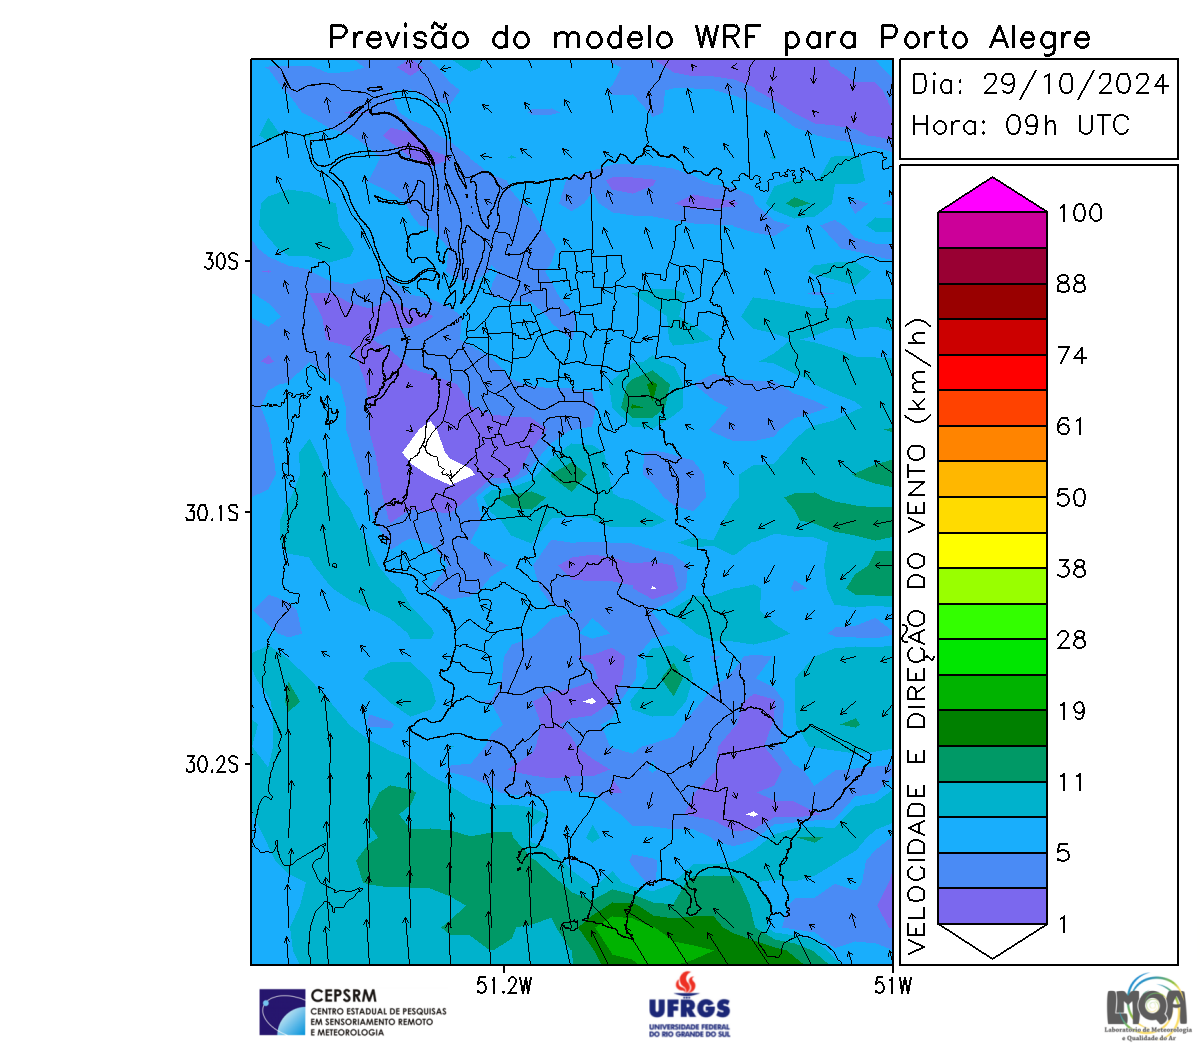 Previsão do modelo WRF para Porto Alegre
Dia: 29/10/2024
Hora: 09h UTC
100
88
74
61
50
38
28
19
11
5
1
VELOCIDADE E DIREÇÃO DO VENTO (km/h)
30S
30.1S
30.2S
51.2W
51W
CEPSRM
CENTRO ESTADUAL DE PESQUISAS
EM SENSORIAMENTO REMOTO
E METEOROLOGIA
UFRGS
UNIVERSIDADE FEDERAL
DO RIO GRANDE DO SUL
LMQA
Laboratório de Meteorologia
e Qualidade do Ar